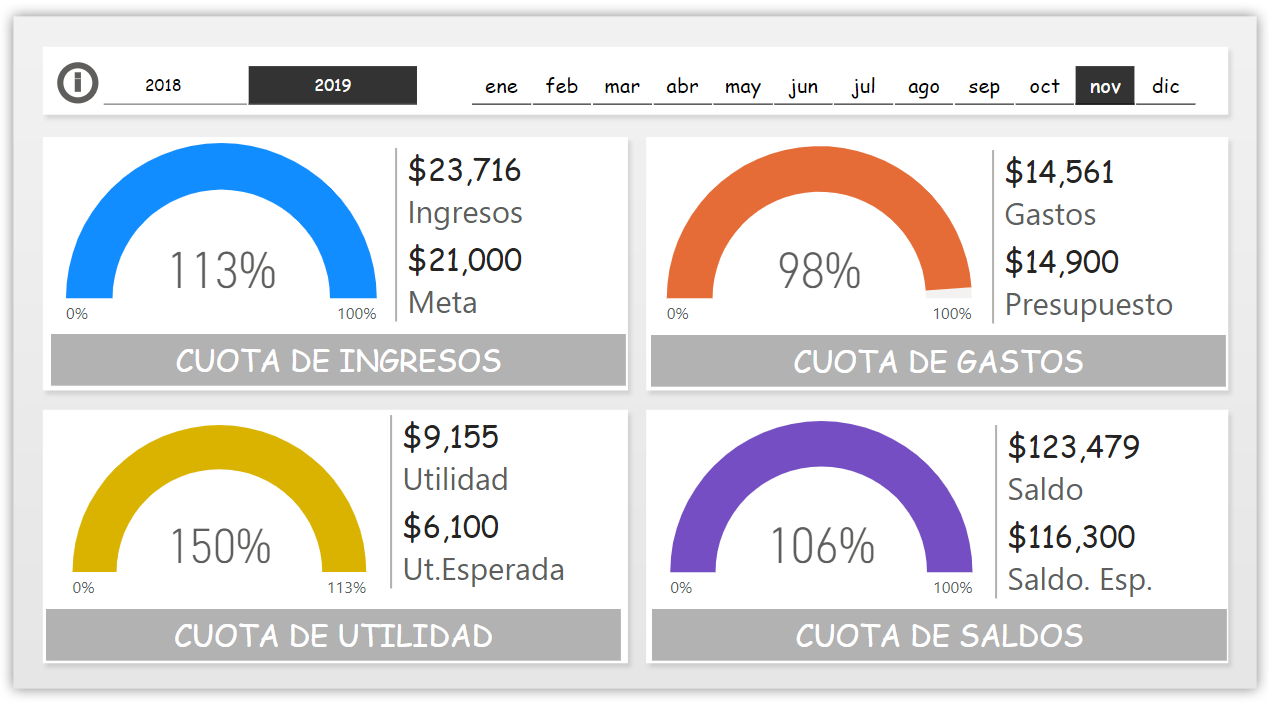 i 2018 2019 ene feb mar abr may jun jul ago sep oct nov dic
$23,716
Ingresos
$21,000
Meta
113%
0% 100%
CUOTA DE INGRESOS
$14,561
Gastos
$14,900
Presupuesto
98%
0% 100%
CUOTA DE GASTOS
$9,155
Utilidad
$6,100
Ut.Esperada
150%
0% 113%
CUOTA DE UTILIDAD
$123,479
Saldo
$116,300
Saldo. Esp.
106%
0% 100%
CUOTA DE SALDOS